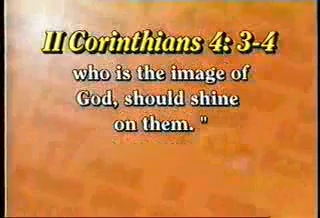 II Corinthians 4: 3-4
who is the image of
God, should shine
on them. "